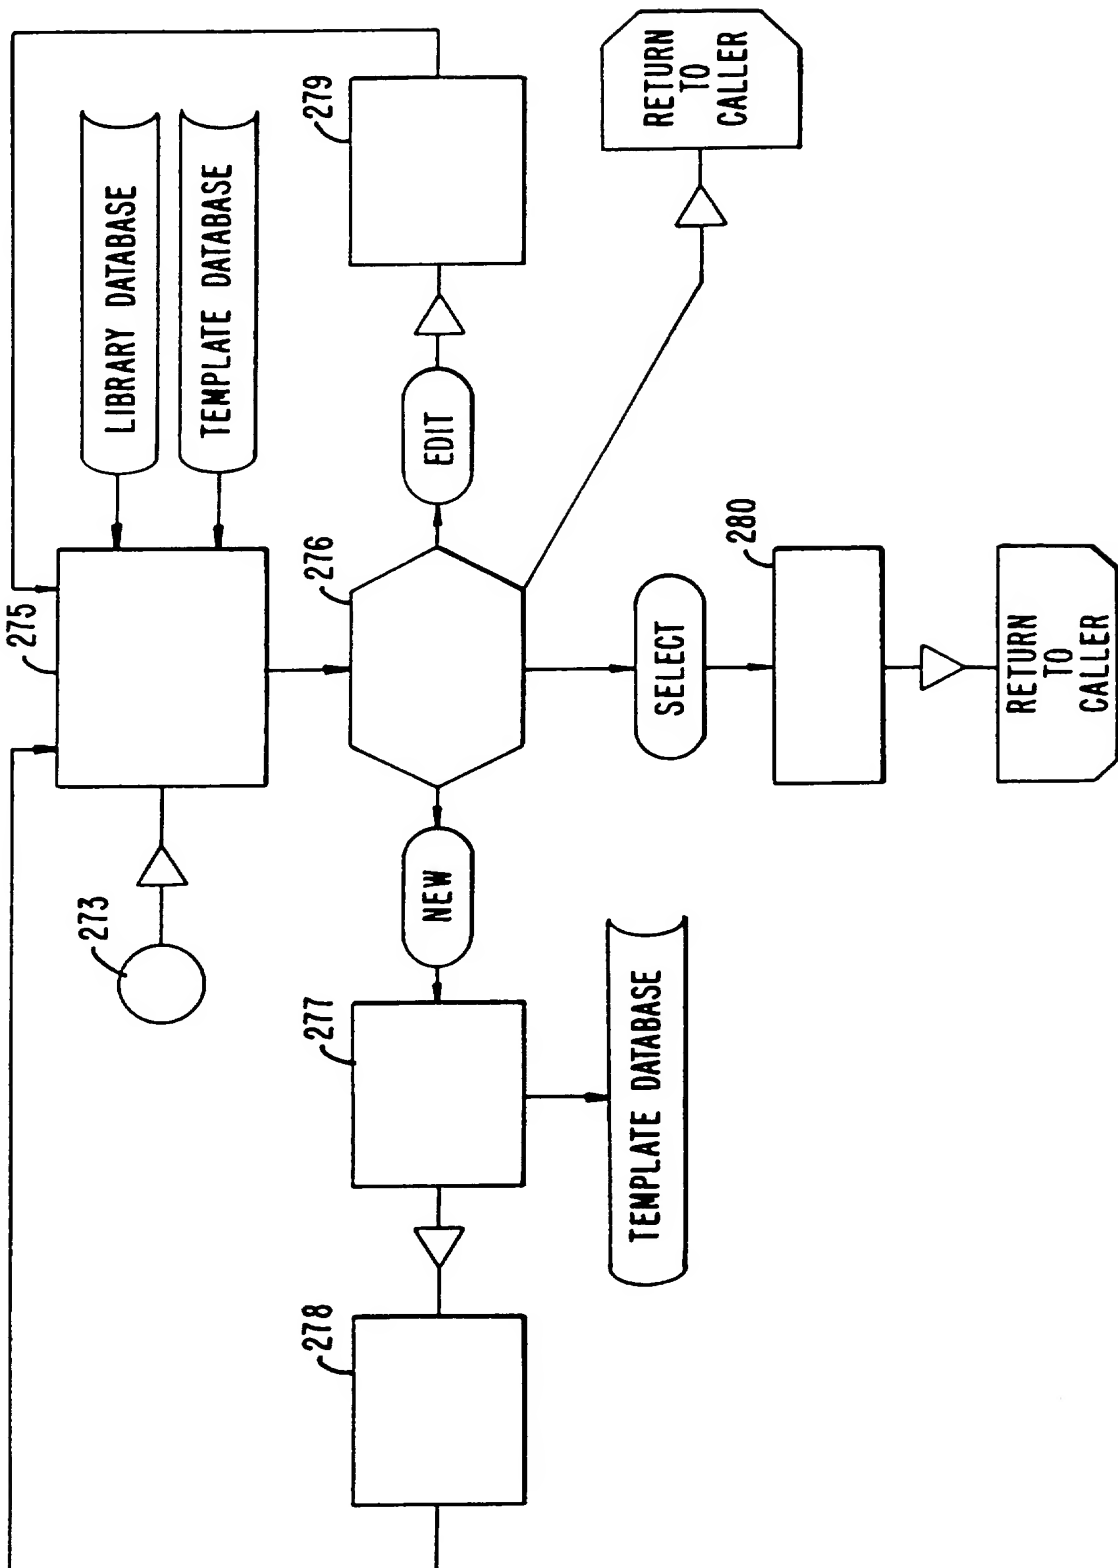 275
LIBRARY DATABASE
TEMPLATE DATABASE
273
276
279
EDIT
NEW
277
278
TEMPLATE DATABASE
SELECT
280
RETURN
TO
CALLER
RETURN
TO
CALLER